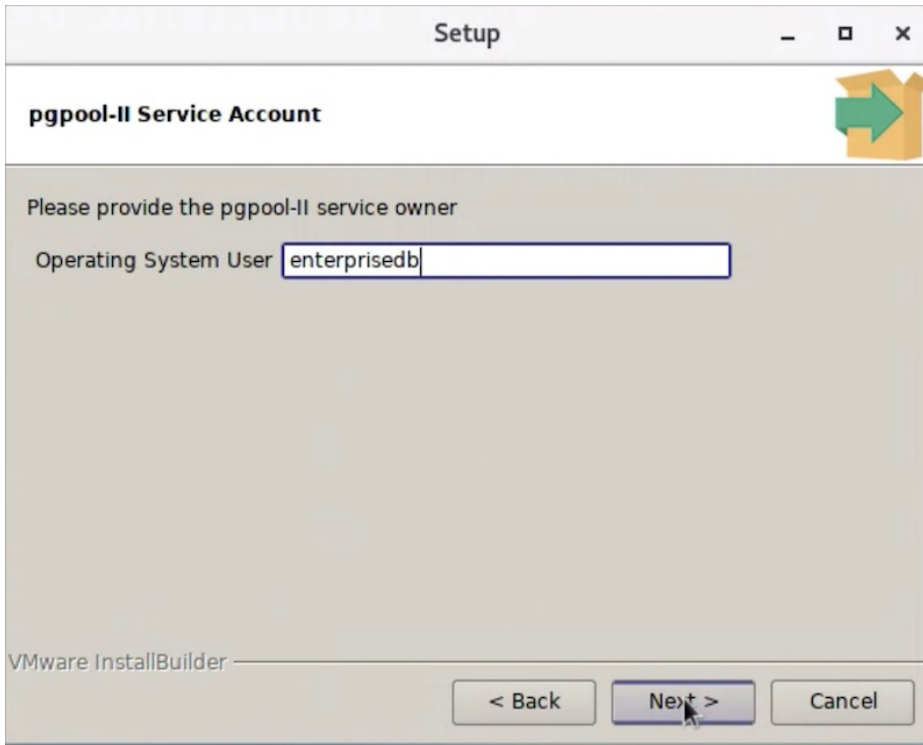 Setup
pgpool-II Service Account
Please provide the pgpool-II service owner
Operating System User enterprisedb
VMware InstallBuilder
< Back Next > Cancel